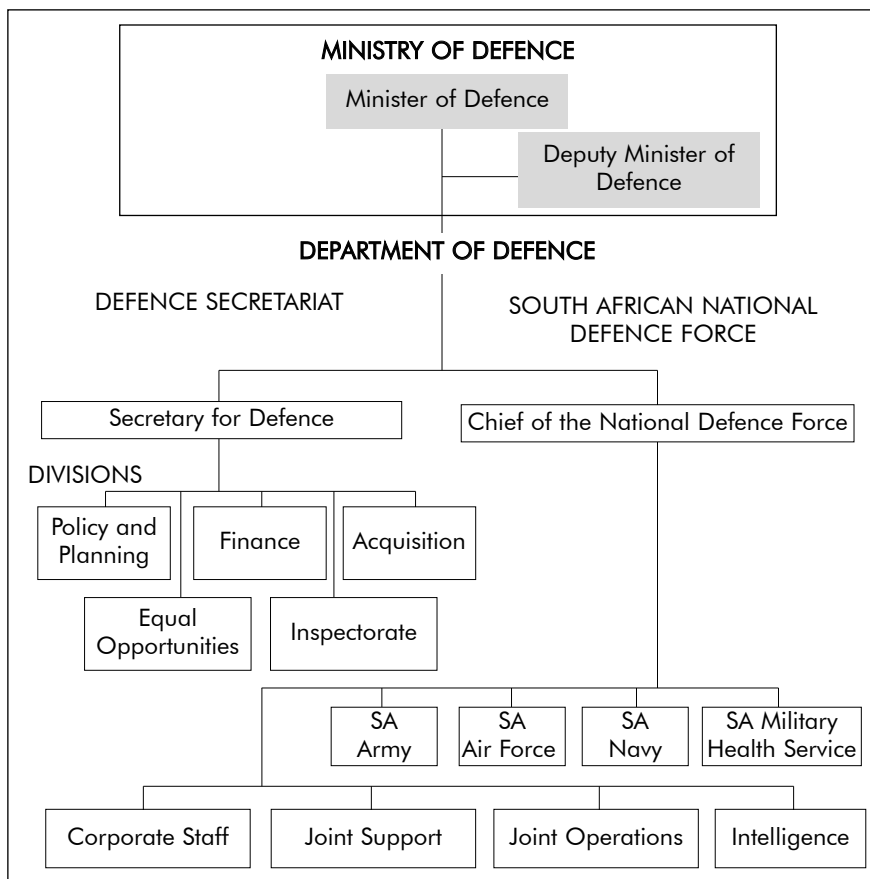 MINISTRY OF DEFENCE
Minister of Defence
Deputy Minister of
Defence
DEPARTMENT OF DEFENCE
DEFENCE SECRETARIAT
SOUTH AFRICAN NATIONAL
DEFENCE FORCE
Secretary for Defence
Chief of the National Defence Force
DIVISIONS
Policy and
Planning
Finance
Acquisition
Equal
Opportunities
Inspectorate
SA
Army
SA
Air Force
SA
Navy
SA Military
Health Service
Corporate Staff
Joint Support
Joint Operations
Intelligence